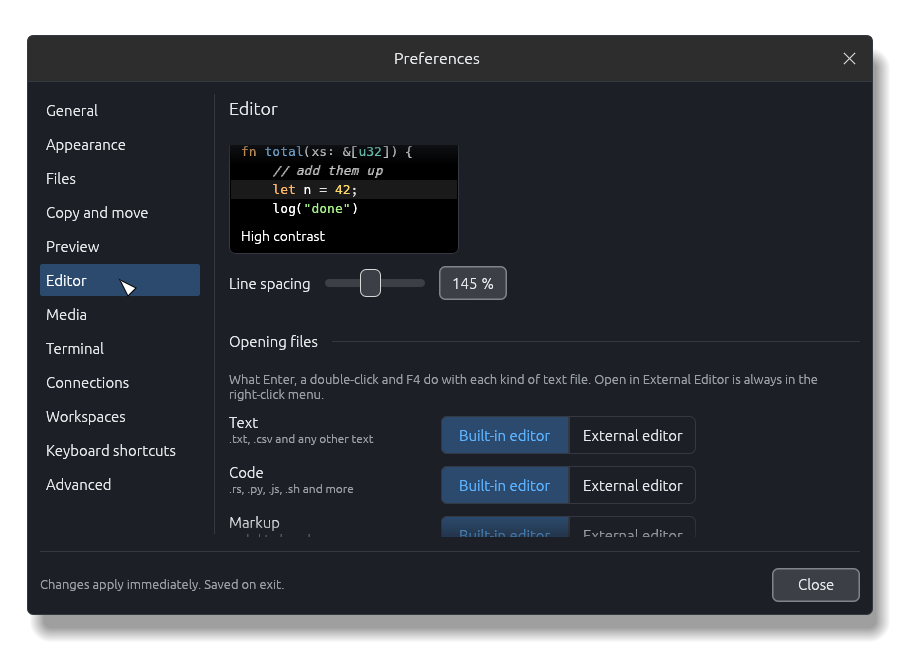 Preferences
General
Appearance
Files
Copy and move
Preview
Editor
Media
Terminal
Connections
Workspaces
Keyboard shortcuts
Advanced
Editor
fn total(xs: &[u32]) {
// add them up
let n = 42;
log("done")
High contrast
Line spacing
145 %
Opening files
What Enter, a double-click and F4 do with each kind of text file. Open in External Editor is always in the
right-click menu.
Text
.txt, .csv and any other text
Built-in editor
External editor
Code
.rs, .py, .js, .sh and more
Built-in editor
External editor
Markup
Built-in editor
External editor
Changes apply immediately. Saved on exit.
Close